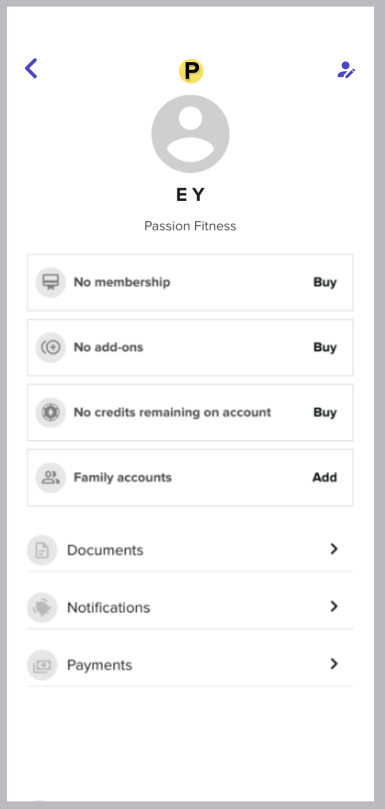 P
E Y
Passion Fitness
No membership Buy
No add-ons Buy
No credits remaining on account Buy
Family accounts Add
Documents
Notifications
Payments